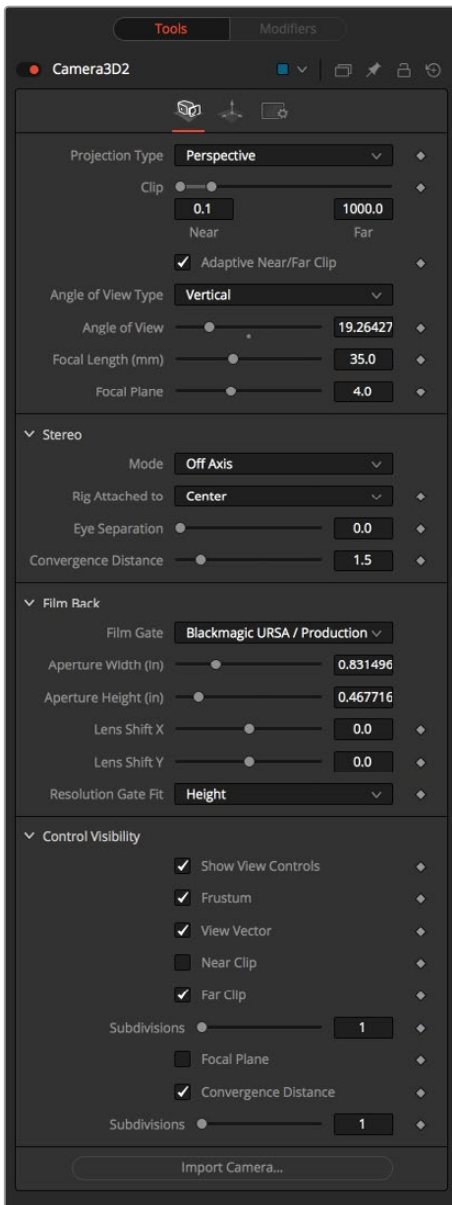 Tools Modifiers
Camera3D2
Projection Type Perspective
Clip
0.1 1000.0
Near Far
Adaptive Near/Far Clip
Angle of View Type Vertical
Angle of View 19.26427
Focal Length (mm) 35.0
Focal Plane 4.0
Stereo
Mode Off Axis
Rig Attached to Center
Eye Separation 0.0
Convergence Distance 1.5
Film Back
Film Gate Blackmagic URSA / Production
Aperture Width (in) 0.831496
Aperture Height (in) 0.467716
Lens Shift X 0.0
Lens Shift Y 0.0
Resolution Gate Fit Height
Control Visibility
Show View Controls
Frustum
View Vector
Near Clip
Far Clip
Subdivisions 1
Focal Plane
Convergence Distance
Subdivisions 1
Import Camera...